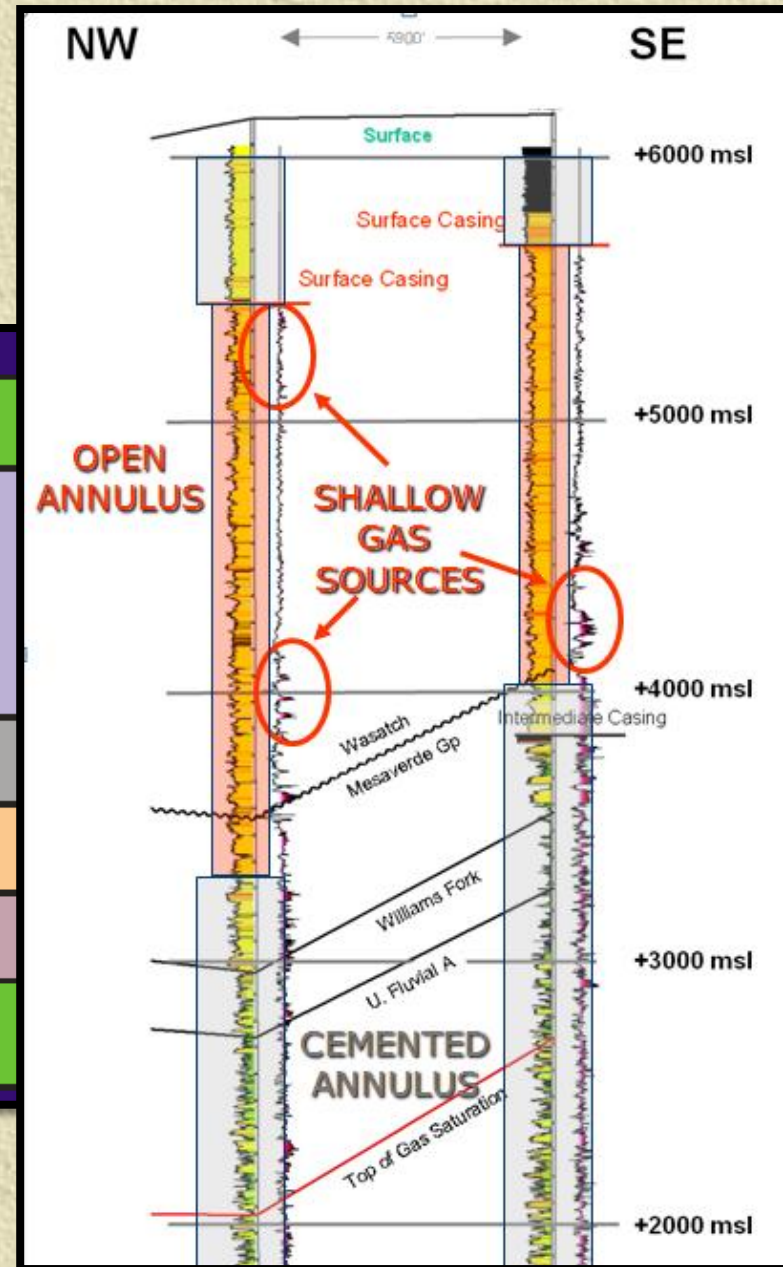 NW
SE
Surface
+6000 msl
Surface Casing
Surface Casing
+5000 msl
OPEN
ANNULUS
SHALLOW
GAS
SOURCES
+4000 msl
Intermediate Casing
Wasatch
Mesaverde Gp
Williams Fork
+3000 msl
U. Fluvial A
CEMENTED
ANNULUS
Top of Gas Saturation
+2000 msl